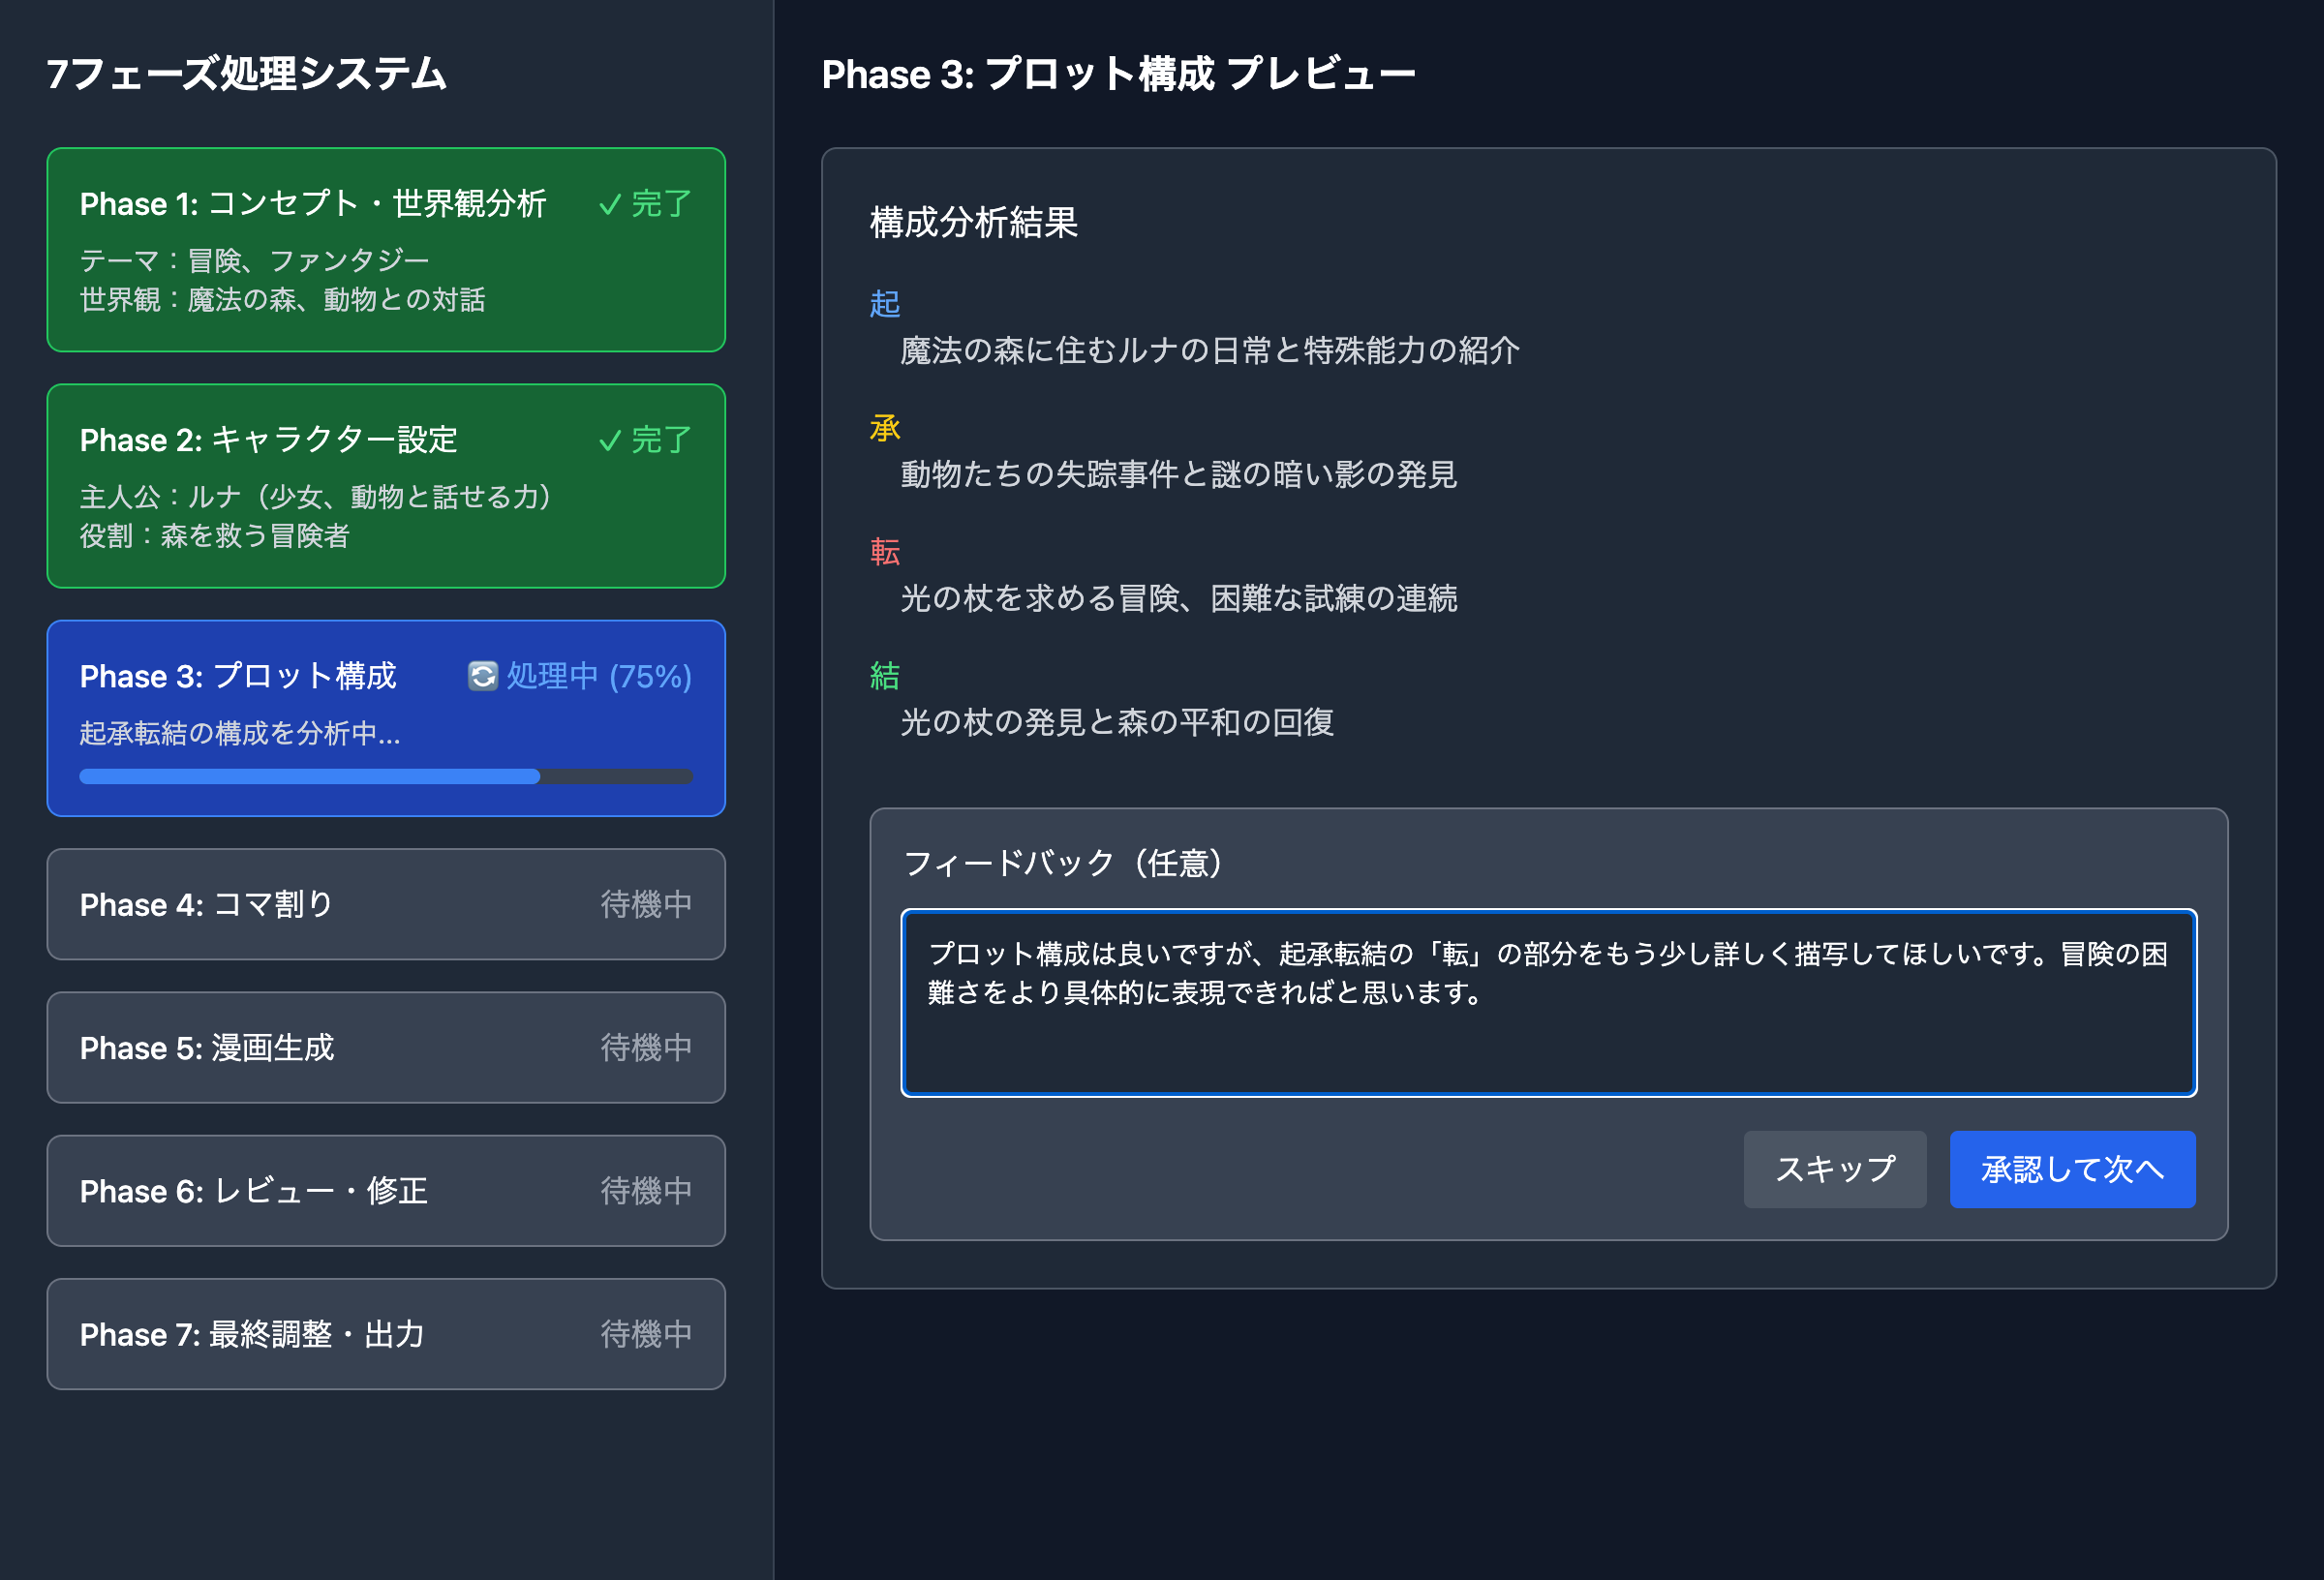 7フェーズ処理システム
Phase 1: コンセプト・世界観分析
✓ 完了
テーマ：冒険、ファンタジー
世界観：魔法の森、動物との対話
Phase 2: キャラクター設定
✓ 完了
主人公：ルナ（少女、動物と話せる力）
役割：森を救う冒険者
Phase 3: プロット構成
🔄 処理中 (75%)
起承転結の構成を分析中...
Phase 4: コマ割り
待機中
Phase 5: 漫画生成
待機中
Phase 6: レビュー・修正
待機中
Phase 7: 最終調整・出力
待機中
Phase 3: プロット構成 プレビュー
構成分析結果
起
魔法の森に住むルナの日常と特殊能力の紹介
承
動物たちの失踪事件と謎の暗い影の発見
転
光の杖を求める冒険、困難な試練の連続
結
光の杖の発見と森の平和の回復
フィードバック（任意）
プロット構成は良いですが、起承転結の「転」の部分をもう少し詳しく描写してほしいです。冒険の困
難さをより具体的に表現できればと思います。
スキップ
承認して次へ